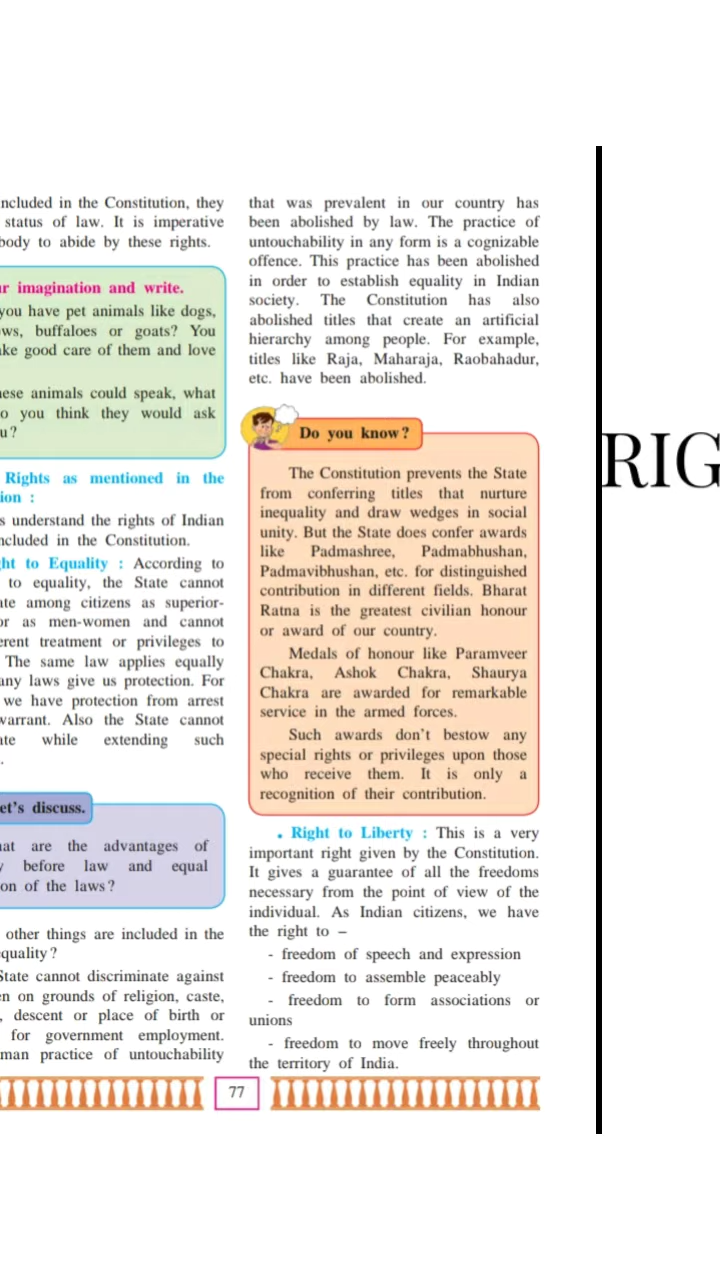 ncluded in the Constitution, they
status of law. It is imperative
body to abide by these rights.
r imagination and write.
you have pet animals like dogs,
ws, buffaloes or goats? You
ke good care of them and love
ese animals could speak, what
o you think they would ask
u?
Rights as mentioned in the
ion :
s understand the rights of Indian
ncluded in the Constitution.
ht to Equality : According to
to equality, the State cannot
te among citizens as superior-
or as men-women and cannot
erent treatment or privileges to
The same law applies equally
any laws give us protection. For
we have protection from arrest
warrant. Also the State cannot
te while extending such
.
et's discuss.
at are the advantages of
y before law and equal
on of the laws?
other things are included in the
quality?
State cannot discriminate against
n on grounds of religion, caste,
, descent or place of birth or
for government employment.
man practice of untouchability
that was prevalent in our country has
been abolished by law. The practice of
untouchability in any form is a cognizable
offence. This practice has been abolished
in order to establish equality in Indian
society. The Constitution has also
abolished titles that create an artificial
hierarchy among people. For example,
titles like Raja, Maharaja, Raobahadur,
etc. have been abolished.
Do you know?
The Constitution prevents the State
from conferring titles that nurture
inequality and draw wedges in social
unity. But the State does confer awards
like Padmashree, Padmabhushan,
Padmavibhushan, etc. for distinguished
contribution in different fields. Bharat
Ratna is the greatest civilian honour
or award of our country.
Medals of honour like Paramveer
Chakra, Ashok Chakra, Shaurya
Chakra are awarded for remarkable
service in the armed forces.
Such awards don't bestow any
special rights or privileges upon those
who receive them. It is only a
recognition of their contribution.
• Right to Liberty : This is a very
important right given by the Constitution.
It gives a guarantee of all the freedoms
necessary from the point of view of the
individual. As Indian citizens, we have
the right to –
- freedom of speech and expression
- freedom to assemble peaceably
- freedom to form associations or
unions
- freedom to move freely throughout
the territory of India.
77
RIG